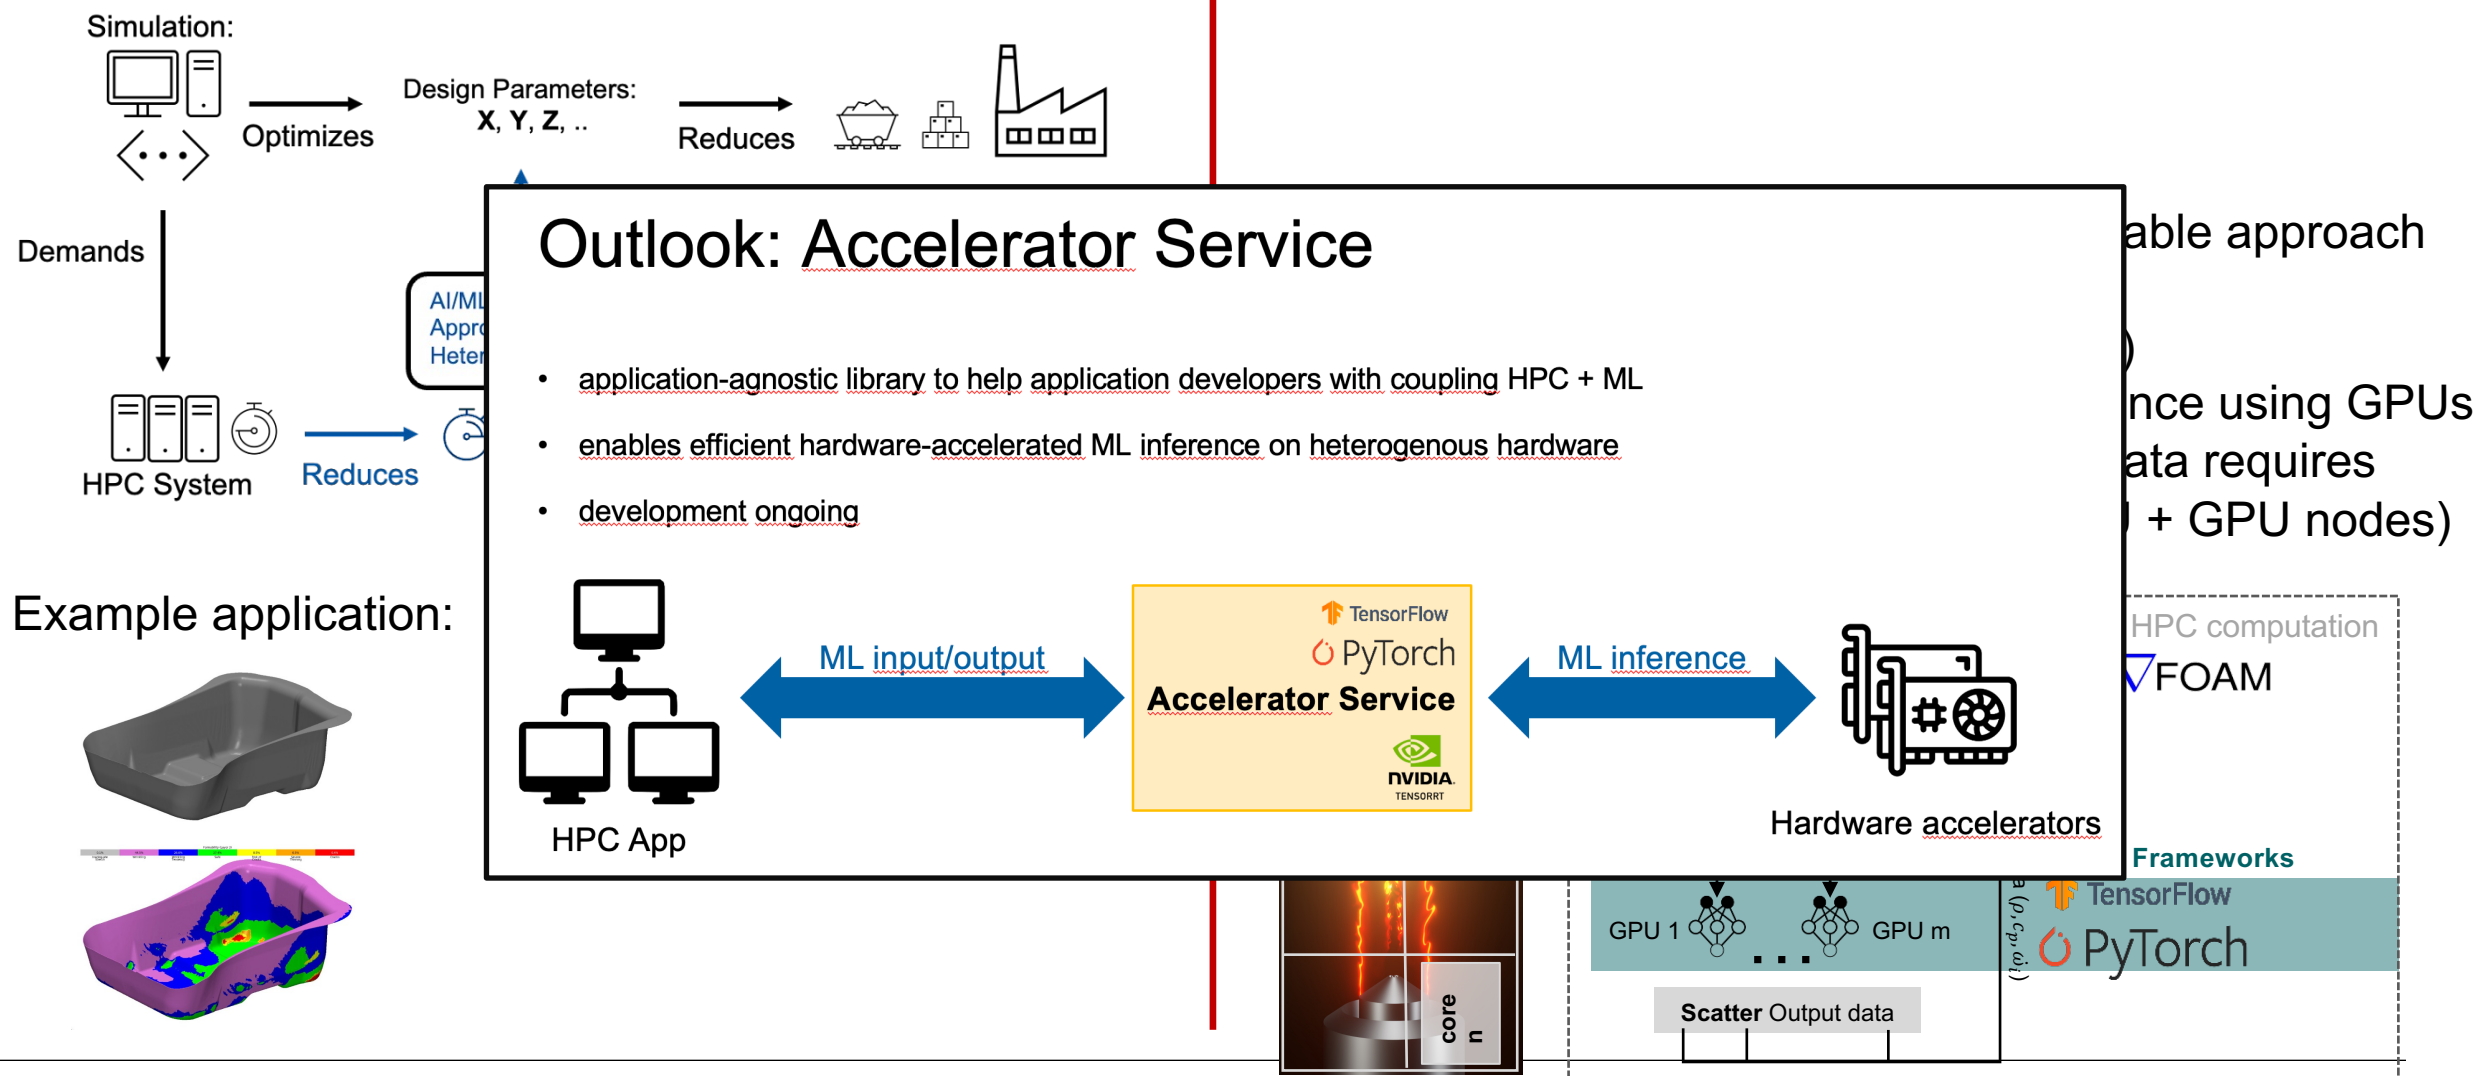 Simulation:
Optimizes
Design Parameters:
X, Y, Z, ..
Reduces
Demands
AI/ML
HPC System
Reduces
Example application:
Outlook: Accelerator Service
• application-agnostic library to help application developers with coupling HPC + ML
• enables efficient hardware-accelerated ML inference on heterogenous hardware
• development ongoing
ML input/output
TensorFlow
PyTorch
Accelerator Service
NVIDIA.
TENSORRT
ML inference
HPC App
Hardware accelerators
able approach
)
nce using GPUs
ata requires
+ GPU nodes)
HPC computation
FOAM
Frameworks
TensorFlow
PyTorch
GPU 1
...
GPU m
Scatter Output data
core
n